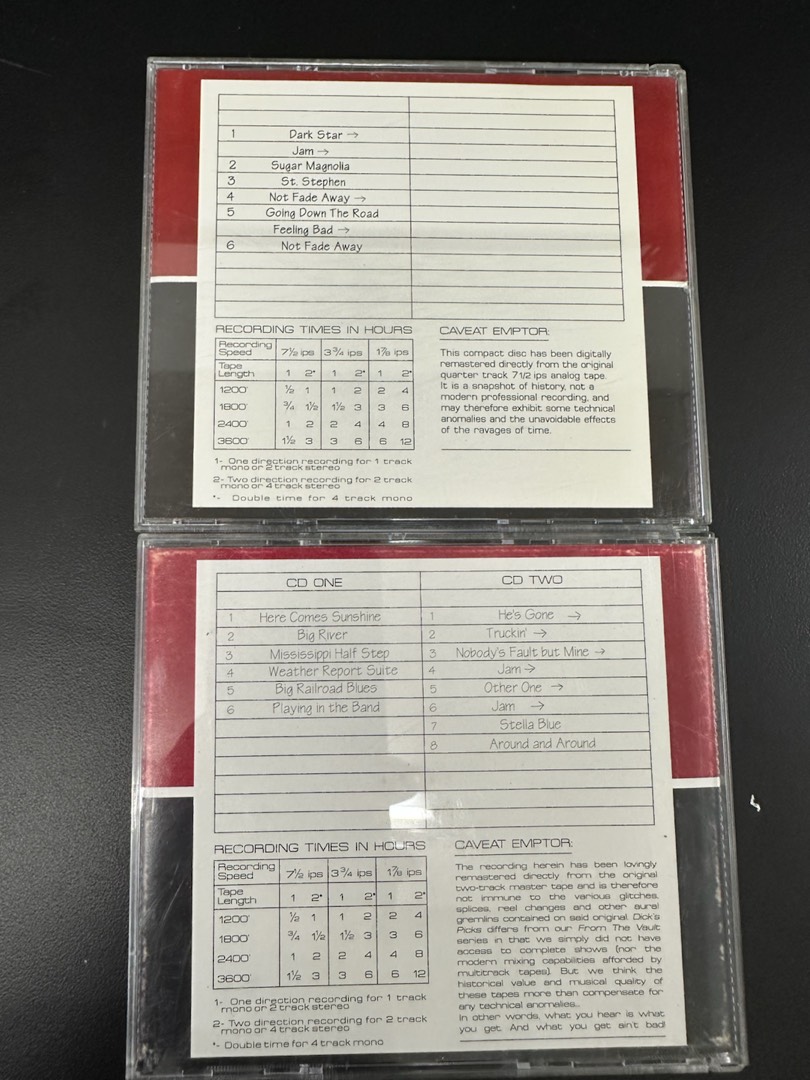 1 Dark Star →
Jam →
2 Sugar Magnolia
3 St. Stephen
4 Not Fade Away →
5 Going Down The Road
Feeling Bad →
6 Not Fade Away
RECORDING TIMES IN HOURS
Recording Speed 7½ ips 3¾ ips 1⅞ ips
Tape Length 1 2* 1 2* 1 2*
1200' ½ 1 1 2 2 4
1800' ¾ 1½ 1½ 3 3 6
2400' 1 2 2 4 4 8
3600' 1½ 3 3 6 6 12
1- One direction recording for 1 track
mono or 2 track stereo
2- Two direction recording for 2 track
mono or 4 track stereo
*- Double time for 4 track mono
CAVEAT EMPTOR:
This compact disc has been digitally
remastered directly from the original
quarter track 7 1/2 ips analog tape.
It is a snapshot of history, not a
modern professional recording, and
may therefore exhibit some technical
anomalies and the unavoidable effects
of the ravages of time.
CD ONE
1 Here Comes Sunshine
2 Big River
3 Mississippi Half Step
4 Weather Report Suite
5 Big Railroad Blues
6 Playing in the Band
CD TWO
1 He's Gone →
2 Truckin' →
3 Nobody's Fault but Mine →
4 Jam →
5 Other One →
6 Jam →
7 Stella Blue
8 Around and Around
RECORDING TIMES IN HOURS
Recording Speed 7½ ips 3¾ ips 1⅞ ips
Tape Length 1 2* 1 2* 1 2*
1200' ½ 1 1 2 2 4
1800' ¾ 1½ 1½ 3 3 6
2400' 1 2 2 4 4 8
3600' 1½ 3 3 6 6 12
1- One direction recording for 1 track
mono or 2 track stereo
2- Two direction recording for 2 track
mono or 4 track stereo
*- Double time for 4 track mono
CAVEAT EMPTOR:
The recording herein has been lovingly
remastered directly from the original
two-track master tape and is therefore
not immune to the various glitches,
splices, reel changes and other aural
gremlins contained on said original. Dick's
Picks differs from our From The Vault
series in that we simply did not have
access to complete shows (nor the
modern mixing capabilities afforded by
multitrack tapes). But we think the
historical value and musical quality of
these tapes more than compensate for
any technical anomalies...
In other words, what you hear is what
you get. And what you get ain't bad!